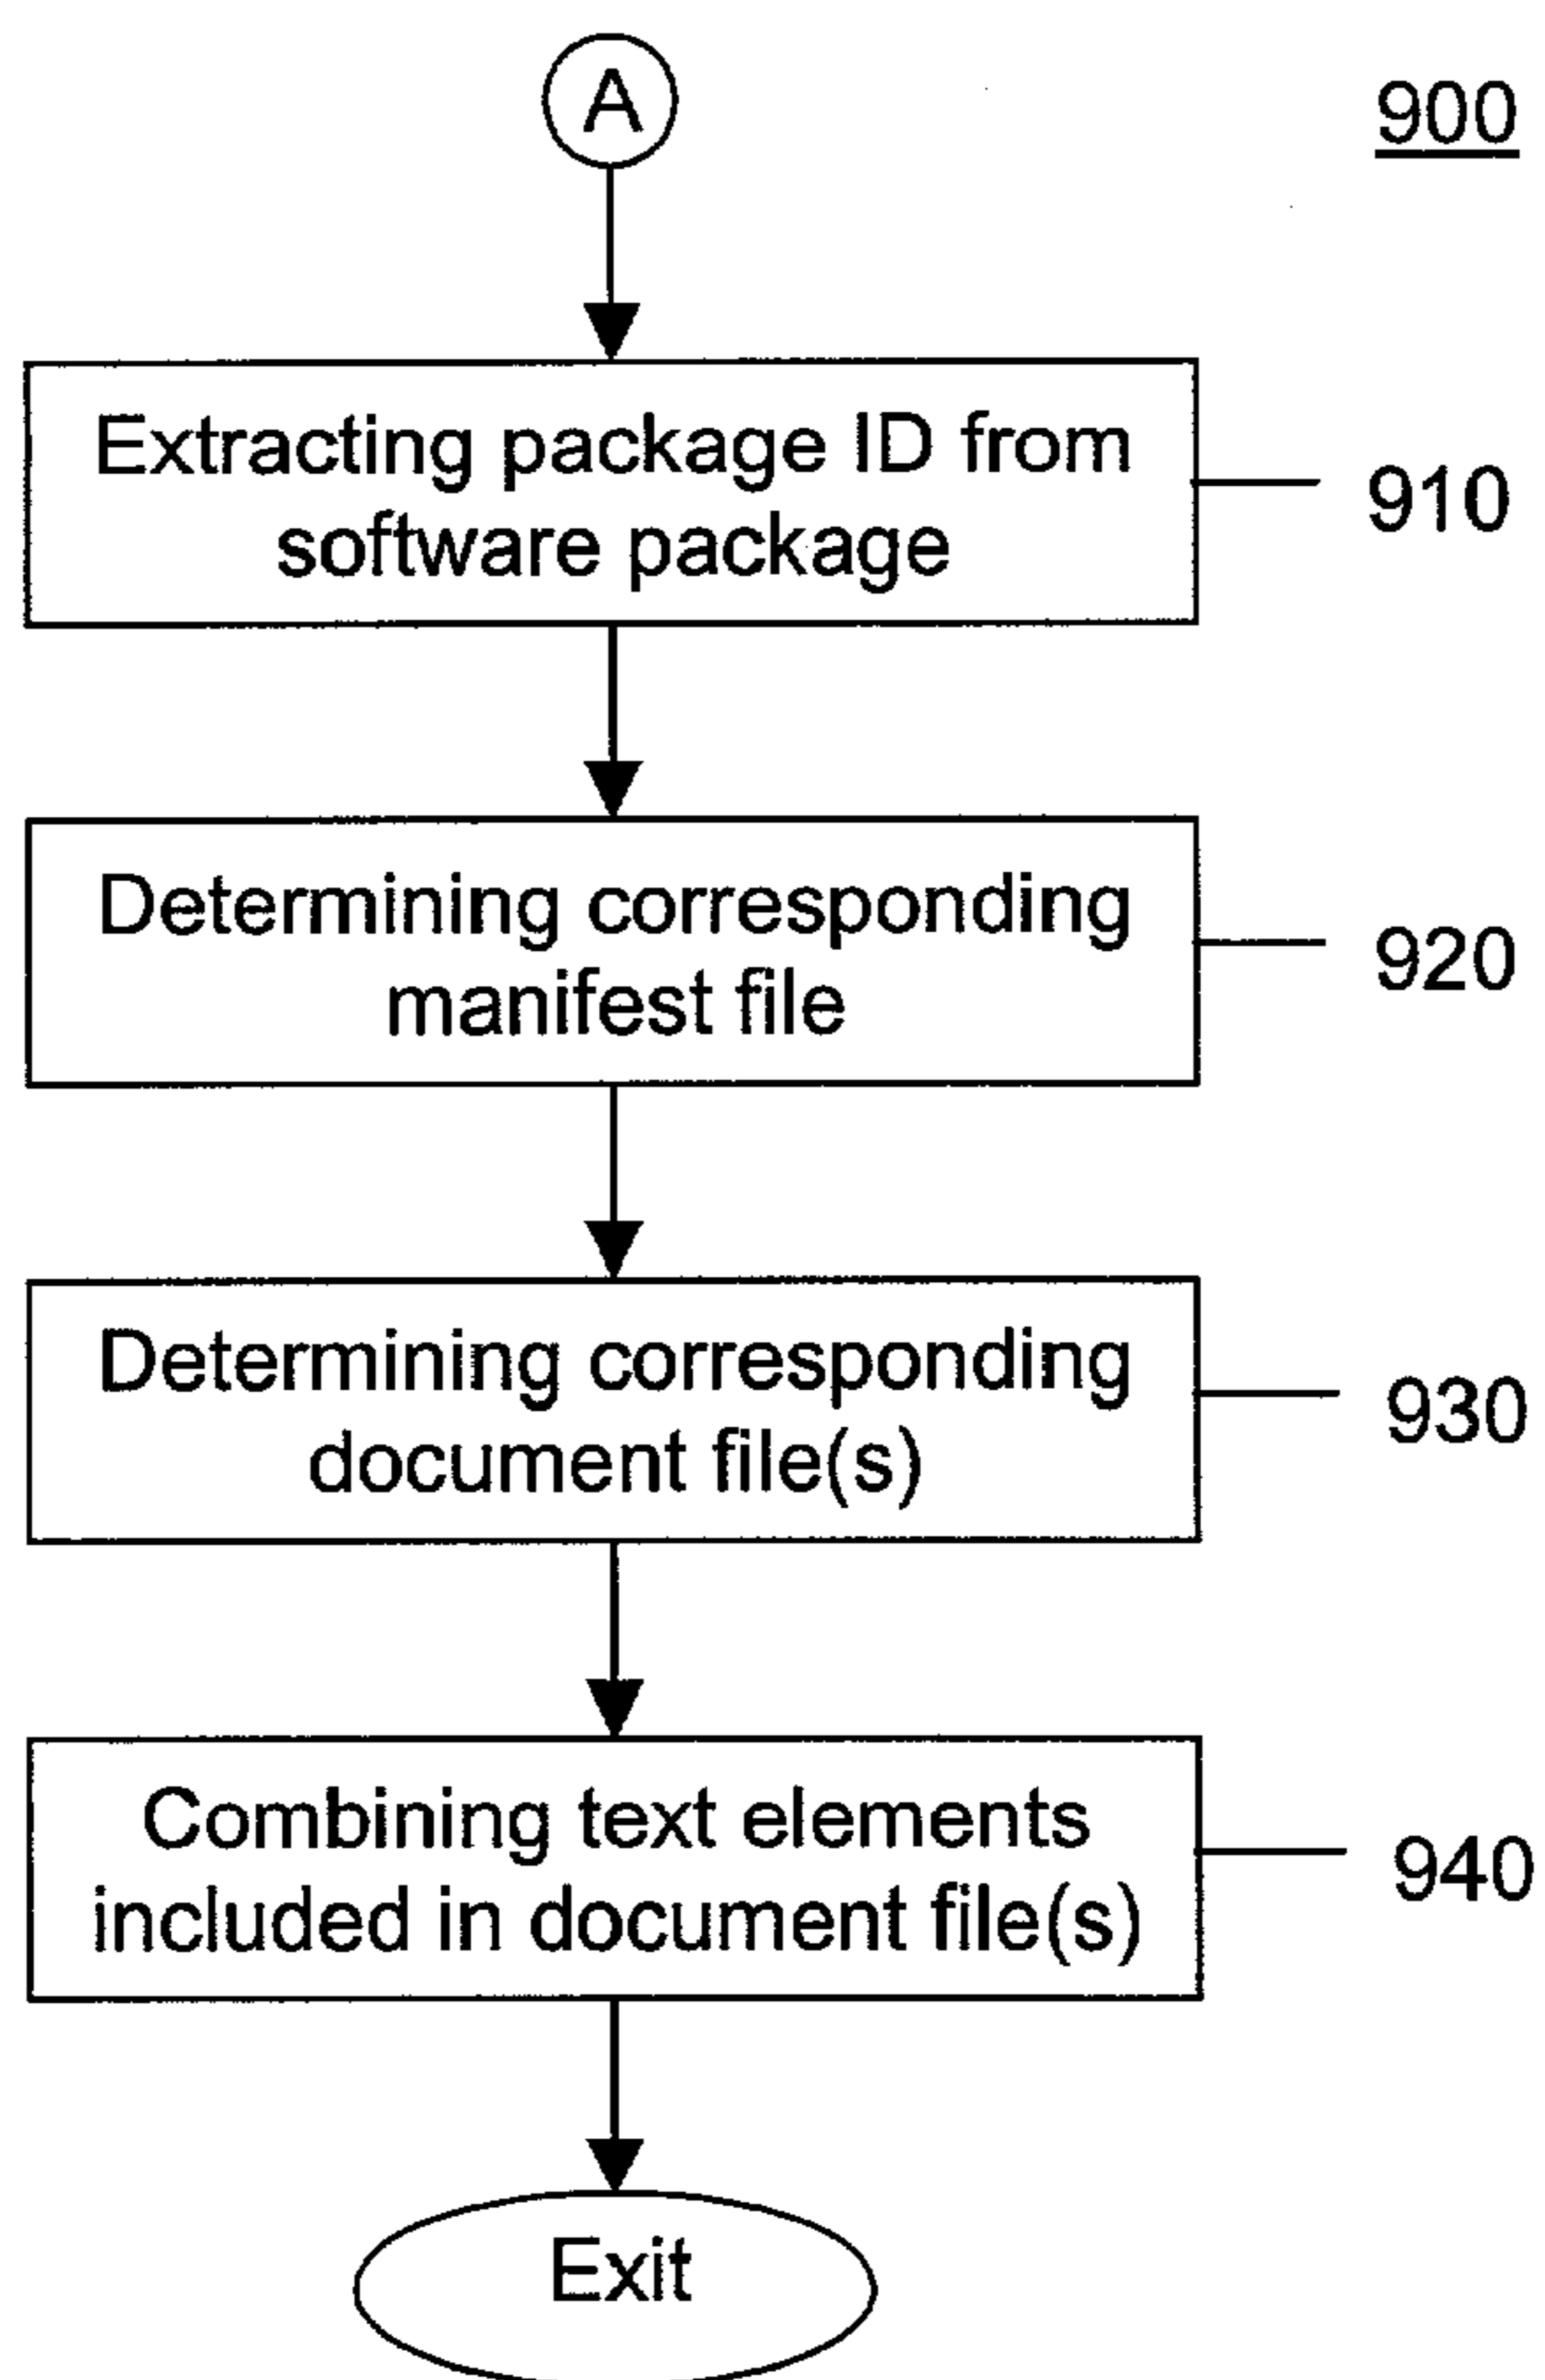 A
900
Extracting package ID from
software package
910
Determining corresponding
manifest file
920
Determining corresponding
document file(s)
930
Combining text elements
included in document file(s)
940
Exit